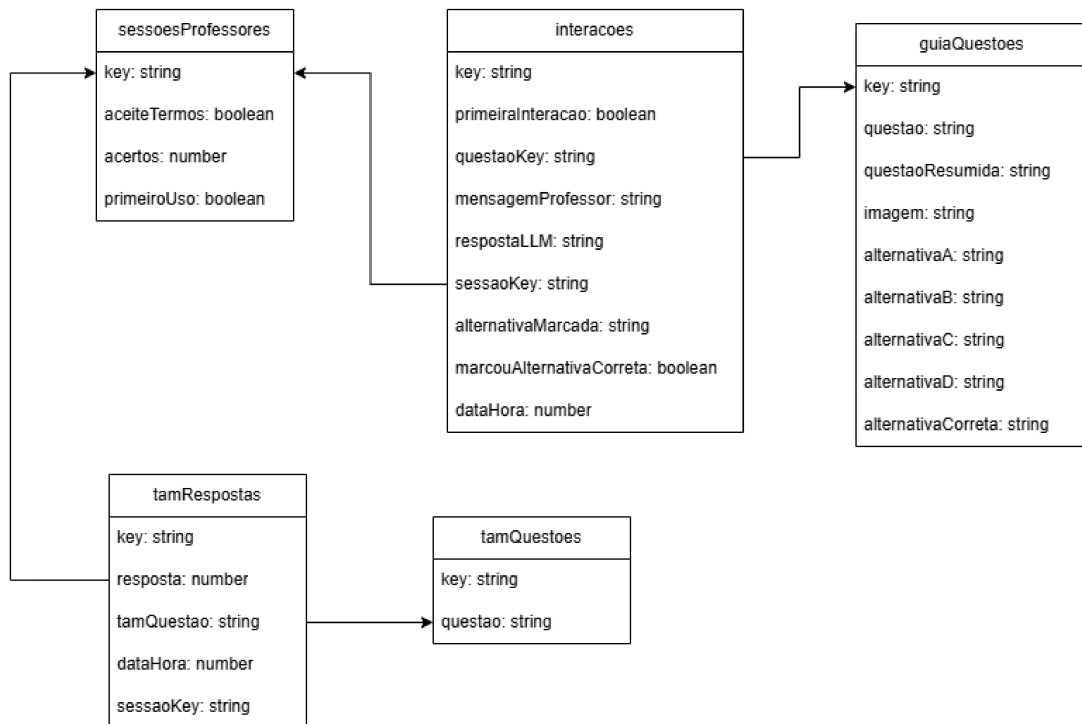 sessoesProfessores
key: string
aceiteTermos: boolean
acertos: number
primeiroUso: boolean
interacoes
key: string
primeiraInteracao: boolean
questaoKey: string
mensagemProfessor: string
respostaLLM: string
sessaoKey: string
alternativaMarcada: string
marcouAlternativaCorreta: boolean
dataHora: number
guiaQuestoes
key: string
questao: string
questaoResumida: string
imagem: string
alternativaA: string
alternativaB: string
alternativaC: string
alternativaD: string
alternativaCorreta: string
tamRespostas
key: string
resposta: number
tamQuestao: string
dataHora: number
sessaoKey: string
tamQuestoes
key: string
questao: string